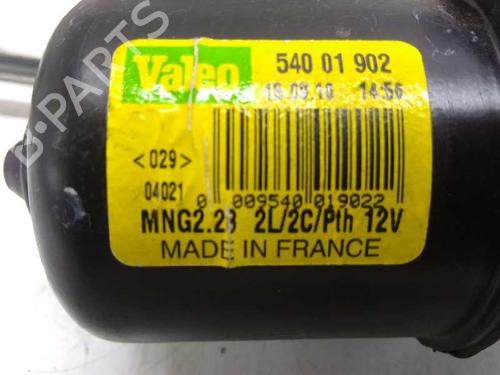 B-PARTS
Valeo
540 01 902
16.09.10 14:56
<029>
04021
0 009540 019022
MNG2.28 2L/2C/Pth 12V
MADE IN FRANCE